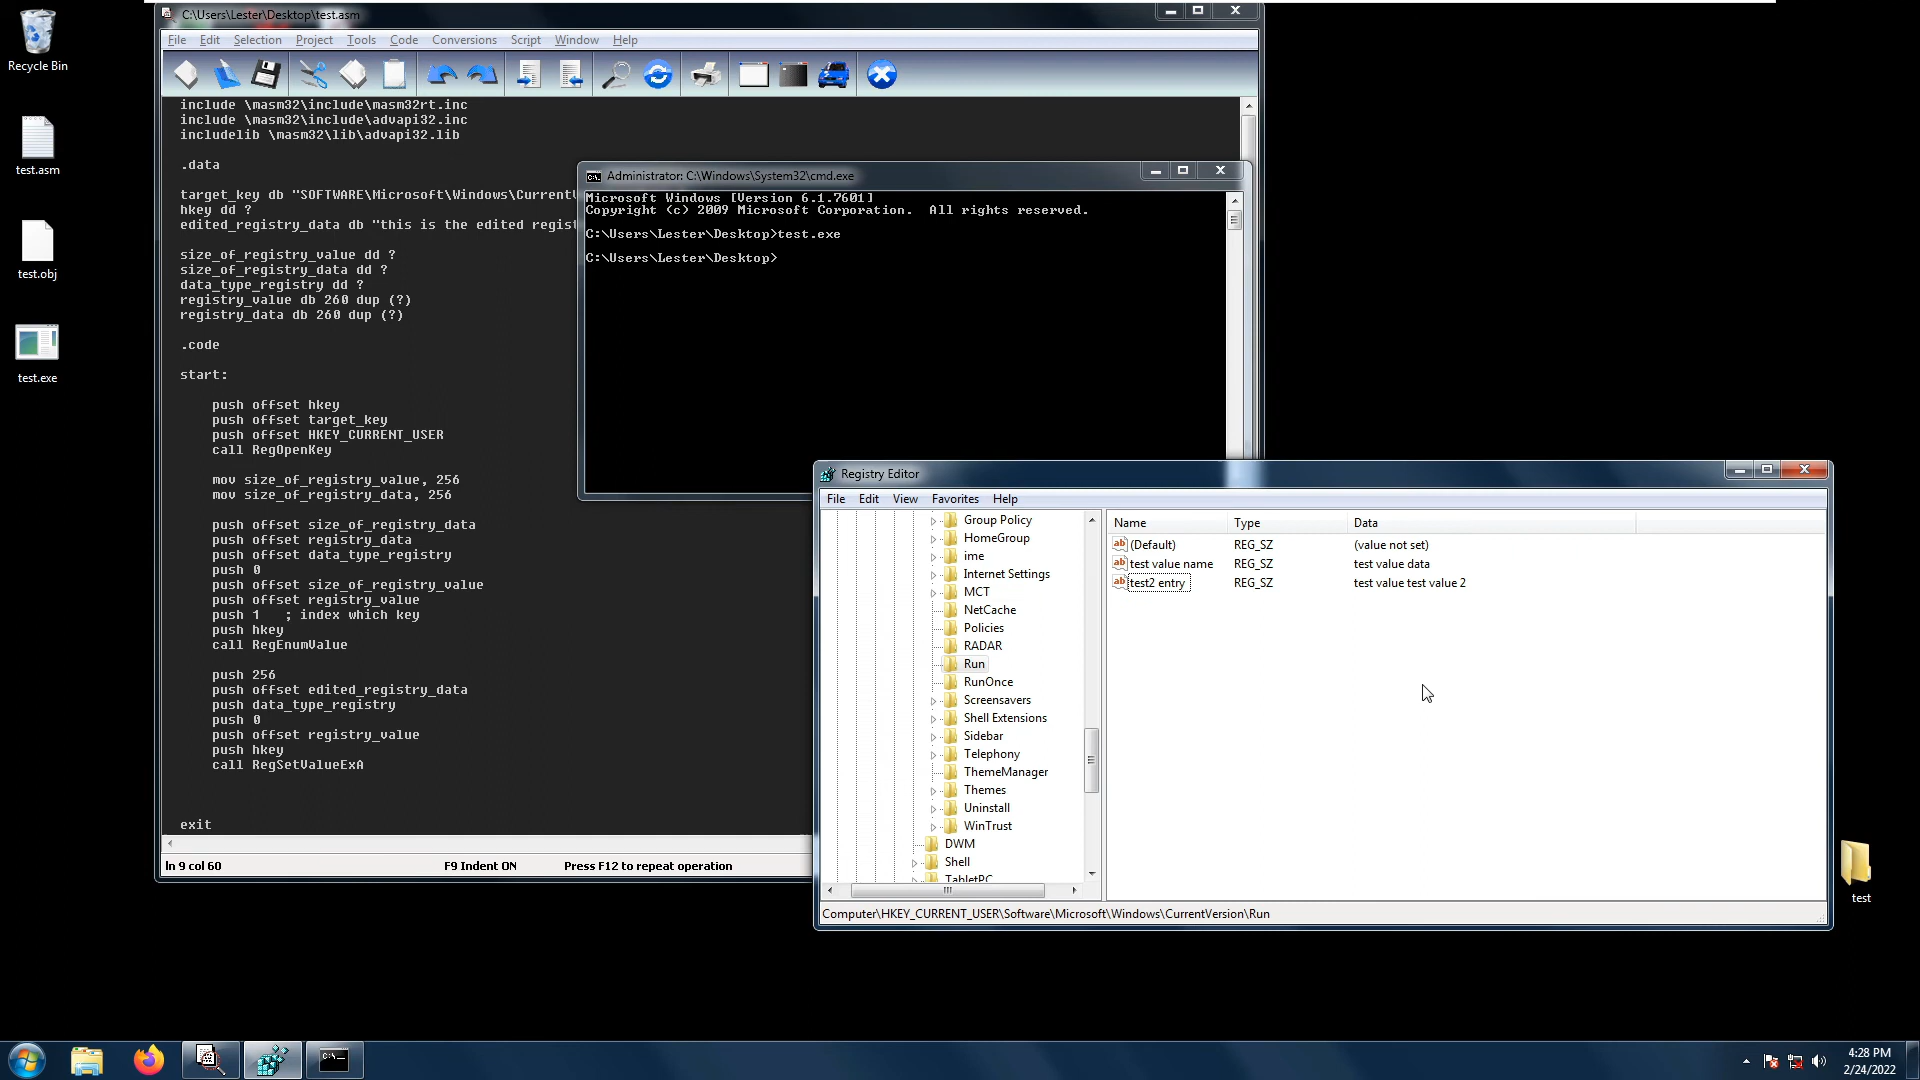 Recycle Bin
test.asm
test.obj
test.exe
C:\Users\Lester\Desktop\test.asm
File Edit Selection Project Tools Code Conversions Script Window Help
include \masm32\include\masm32rt.inc
include \masm32\include\advapi32.inc
includelib \masm32\lib\advapi32.lib
.data
target_key db "SOFTWARE\Microsoft\Windows\Current
hkey dd ?
edited_registry_data db "this is the edited regist
size_of_registry_value dd ?
size_of_registry_data dd ?
data_type_registry dd ?
registry_value db 260 dup (?)
registry_data db 260 dup (?)
.code
start:
push offset hkey
push offset target_key
push offset HKEY_CURRENT_USER
call RegOpenKey
mov size_of_registry_value, 256
mov size_of_registry_data, 256
push offset size_of_registry_data
push offset registry_data
push offset data_type_registry
push 0
push offset size_of_registry_value
push offset registry_value
push 1 ; index which key
push hkey
call RegEnumValue
push 256
push offset edited_registry_data
push data_type_registry
push 0
push offset registry_value
push hkey
call RegSetValueExA
exit
ln 9 col 60 F9 Indent ON Press F12 to repeat operation
Administrator: C:\Windows\System32\cmd.exe
Microsoft Windows [Version 6.1.7601]
Copyright (c) 2009 Microsoft Corporation. All rights reserved.
C:\Users\Lester\Desktop>test.exe
C:\Users\Lester\Desktop>
Registry Editor
File Edit View Favorites Help
Group Policy
HomeGroup
ime
Internet Settings
MCT
NetCache
Policies
RADAR
Run
RunOnce
Screensavers
Shell Extensions
Sidebar
Telephony
ThemeManager
Themes
Uninstall
WinTrust
DWM
Shell
TabletPC
Name Type Data
(Default) REG_SZ (value not set)
test value name REG_SZ test value data
test2 entry REG_SZ test value test value 2
Computer\HKEY_CURRENT_USER\Software\Microsoft\Windows\CurrentVersion\Run
test
4:28 PM
2/24/2022